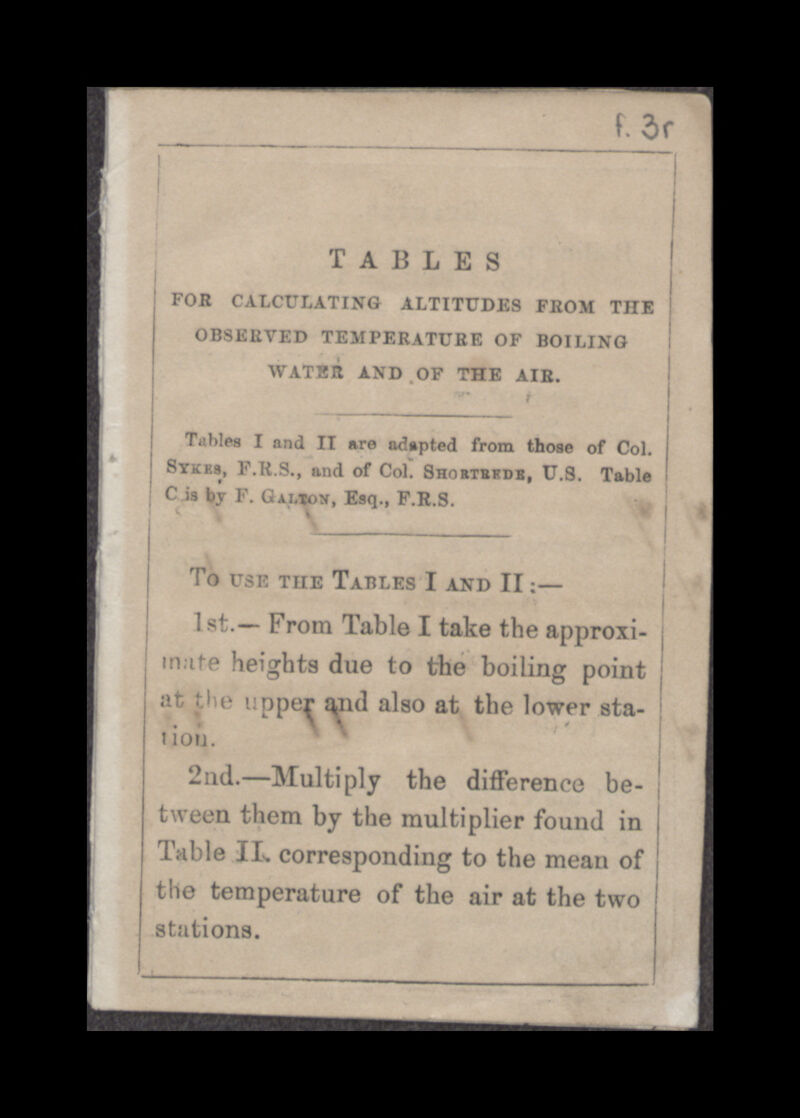 f. 3r
TABLES
FOR CALCULATING ALTITUDES FROM THE
OBSERVED TEMPERATURE OF BOILING
WATER AND OF THE AIR.
Tables I and II are adapted from those of Col.
SYKES, F.R.S., and of Col. SHORTREDE, U.S. Table
C is by F. GALTON, Esq., F.R.S.
TO USE THE TABLES I AND II :—
1st.— From Table I take the approxi-
mate heights due to the boiling point
at the upper and also at the lower sta-
tion.
2nd.—Multiply the difference be-
tween them by the multiplier found in
Table II. corresponding to the mean of
the temperature of the air at the two
stations.